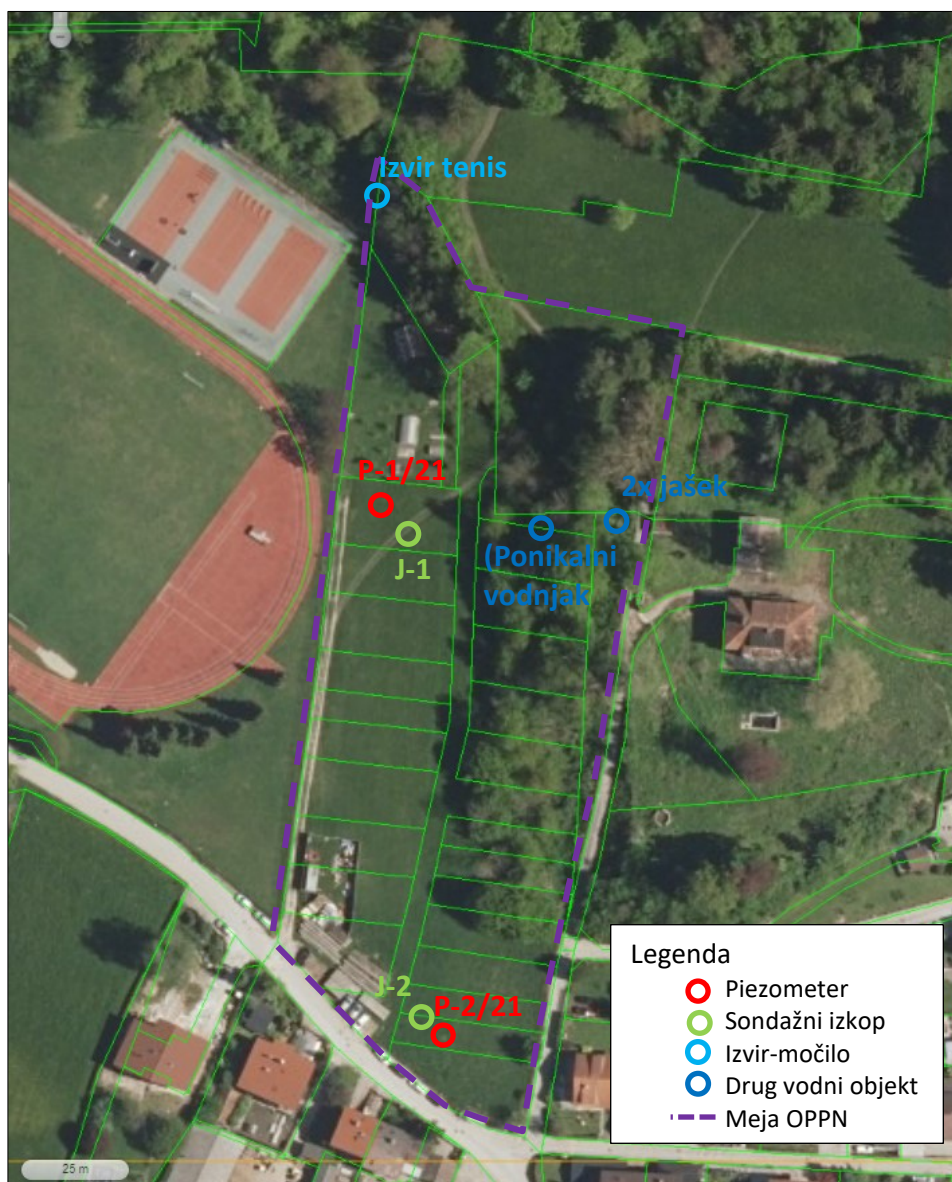 Izvir tenis
P-1/21
2x jašek
J-1
(Ponikalni
vodnjak
J-2
P-2/21
Legenda
Piezometer
Sondažni izkop
Izvir-močilo
Drug vodni objekt
Meja OPPN
25 m